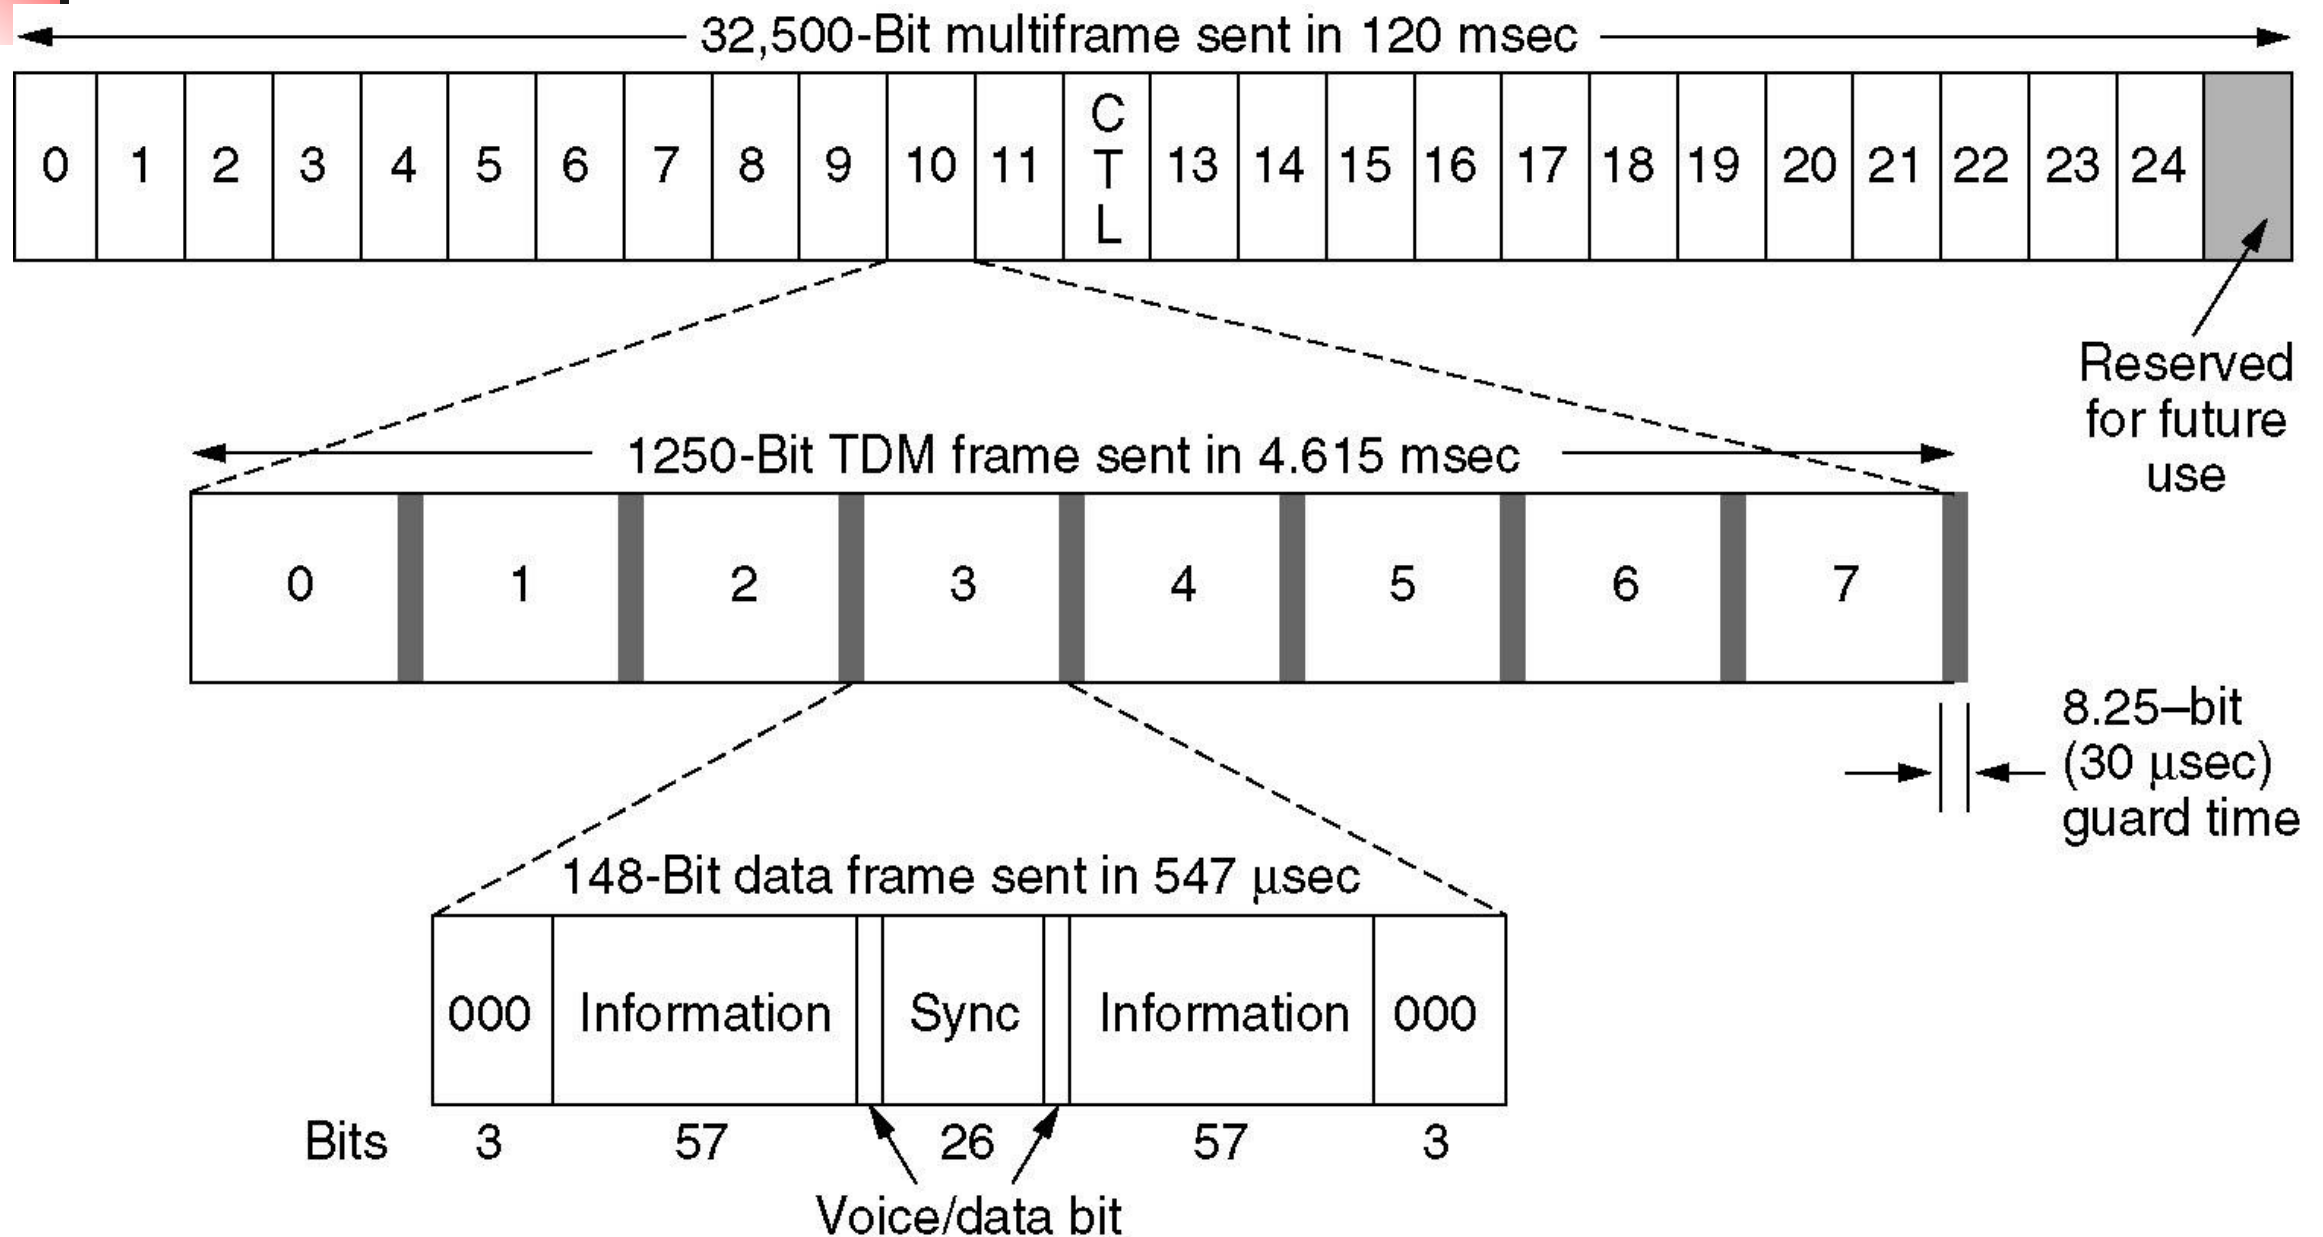 32,500-Bit multiframe sent in 120 msec
0 1 2 3 4 5 6 7 8 9 10 11 CTL 13 14 15 16 17 18 19 20 21 22 23 24
Reserved
for future
use
1250-Bit TDM frame sent in 4.615 msec
0 1 2 3 4 5 6 7
8.25–bit
(30 μsec)
guard time
148-Bit data frame sent in 547 μsec
000 Information Sync Information 000
Bits 3 57 26 57 3
Voice/data bit